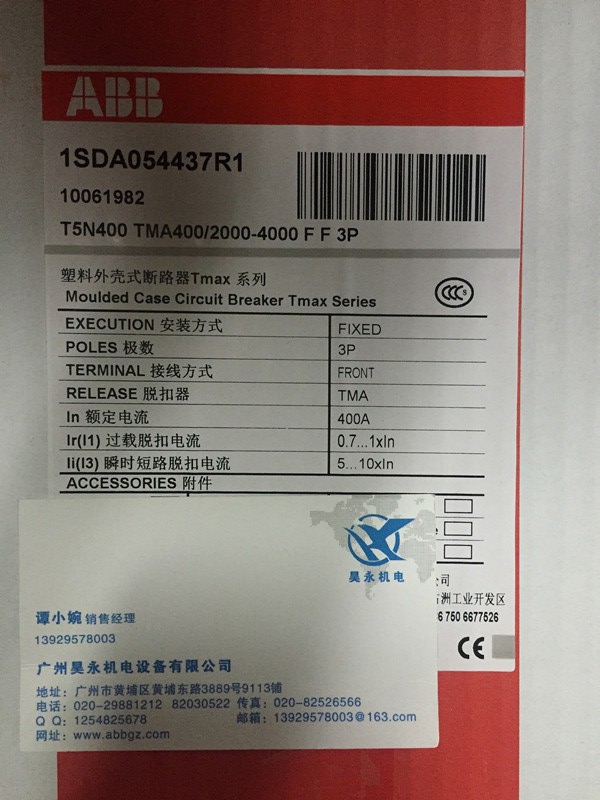 ABB
1SDA054437R1
10061982
T5N400 TMA400/2000-4000 F F 3P
塑料外壳式断路器Tmax 系列
Moulded Case Circuit Breaker Tmax Series
CCC S
EXECUTION 安装方式 FIXED
POLES 极数 3P
TERMINAL 接线方式 FRONT
RELEASE 脱扣器 TMA
In 额定电流 400A
Ir(I1) 过载脱扣电流 0.7...1xIn
Ii(I3) 瞬时短路脱扣电流 5...10xIn
ACCESSORIES 附件
公司
洲工业开发区
6 750 6677526
CE
昊永机电
谭小婉 销售经理
13929578003
广州昊永机电设备有限公司
地址：广州市黄埔区黄埔东路3889号9113铺
电话：020-29881212 82030522 传真：020-82526566
Q Q：1254825678 邮箱：13929578003@163.com
网址：www.abbgz.com